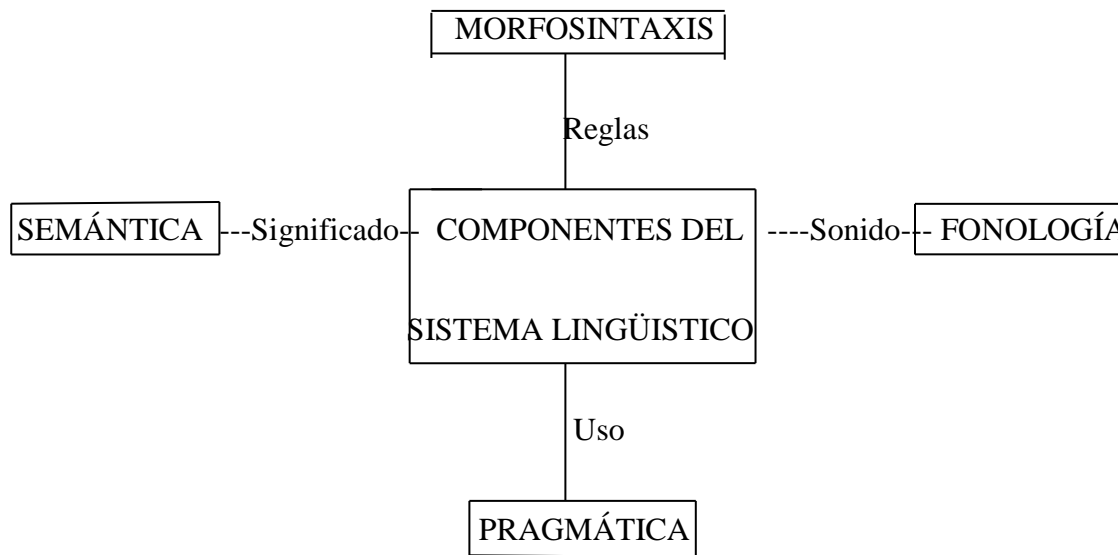 MORFOSINTAXIS
Reglas
SEMÁNTICA ---Significado-- COMPONENTES DEL ----Sonido--- FONOLOGÍA
SISTEMA LINGÜISTICO
Uso
PRAGMÁTICA